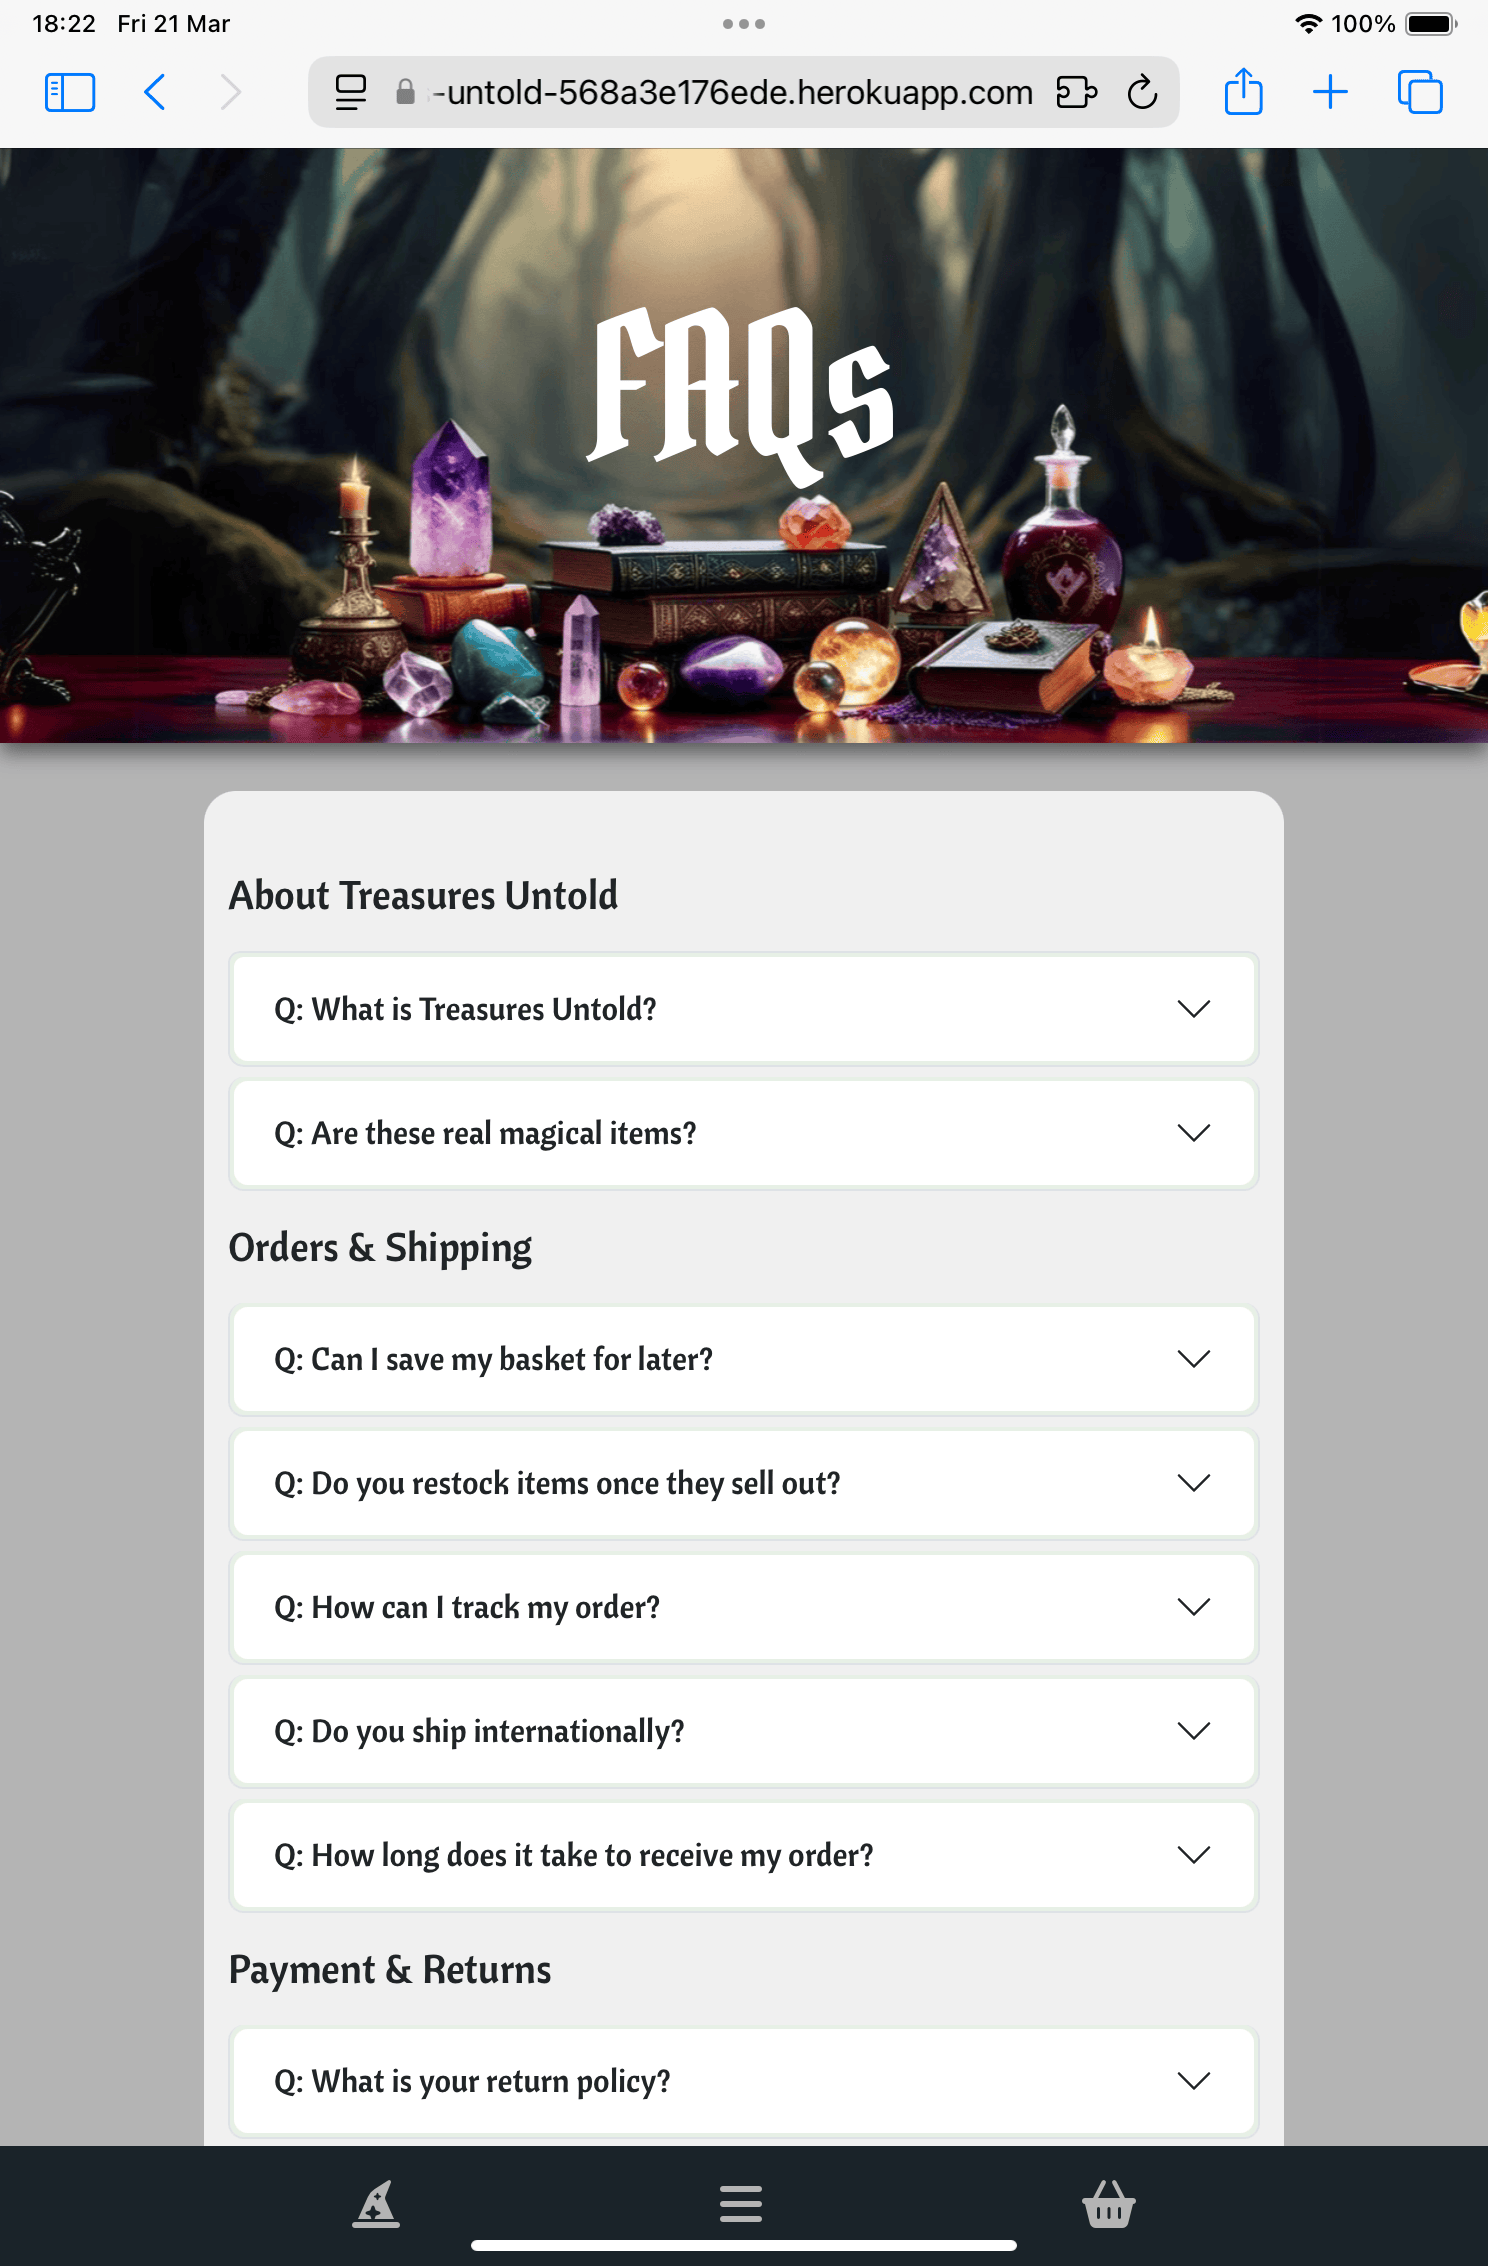 18:22 Fri 21 Mar
100%
-untold-568a3e176ede.herokuapp.com
FAQs
About Treasures Untold
Q: What is Treasures Untold?
Q: Are these real magical items?
Orders & Shipping
Q: Can I save my basket for later?
Q: Do you restock items once they sell out?
Q: How can I track my order?
Q: Do you ship internationally?
Q: How long does it take to receive my order?
Payment & Returns
Q: What is your return policy?